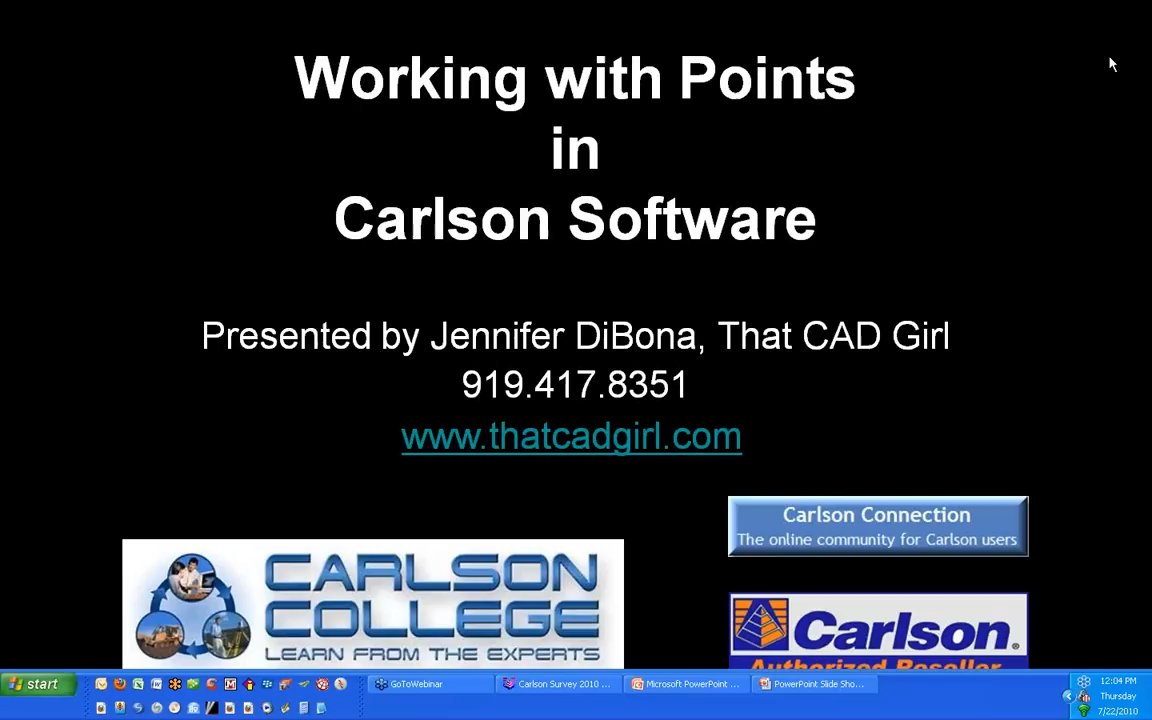 Working with Points
in
Carlson Software
Presented by Jennifer DiBona, That CAD Girl
919.417.8351
www.thatcadgirl.com
Carlson Connection
The online community for Carlson users
CARLSON
COLLEGE
LEARN FROM THE EXPERTS
Carlson®
Authorized Reseller
start
GoToWebinar
Carlson Survey 2010 ...
Microsoft PowerPoint ...
PowerPoint Slide Sho...
12:04 PM
Thursday
7/22/2010